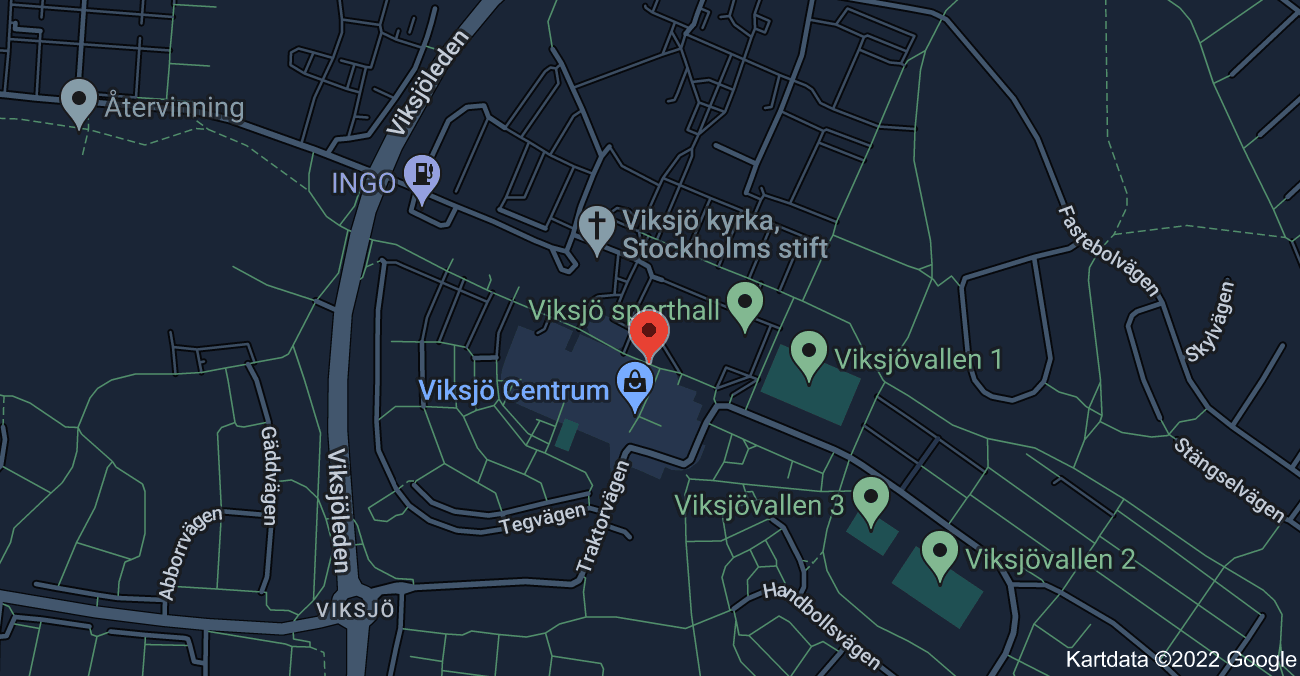 Viksjöleden
Återvinning
INGO
Viksjö kyrka,
Stockholms stift
Fastebolvägen
Viksjö sporthall
Skylvägen
Viksjövallen 1
Viksjö Centrum
Gäddvägen
Viksjöleden
Stängselvägen
Traktorvägen
Viksjövallen 3
Tegvägen
Abborrvägen
Viksjövallen 2
Handbollsvägen
VIKSJÖ
Kartdata ©2022 Google